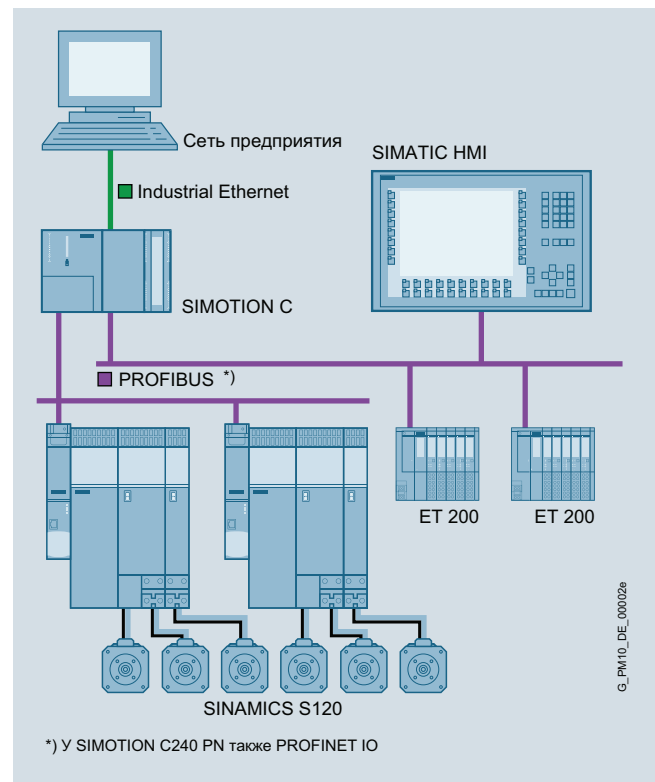 Сеть предприятия
SIMATIC HMI
Industrial Ethernet
SIMOTION C
PROFIBUS *)
ET 200
ET 200
SINAMICS S120
G_PM10_DE_00002e
*) У SIMOTION C240 PN также PROFINET IO